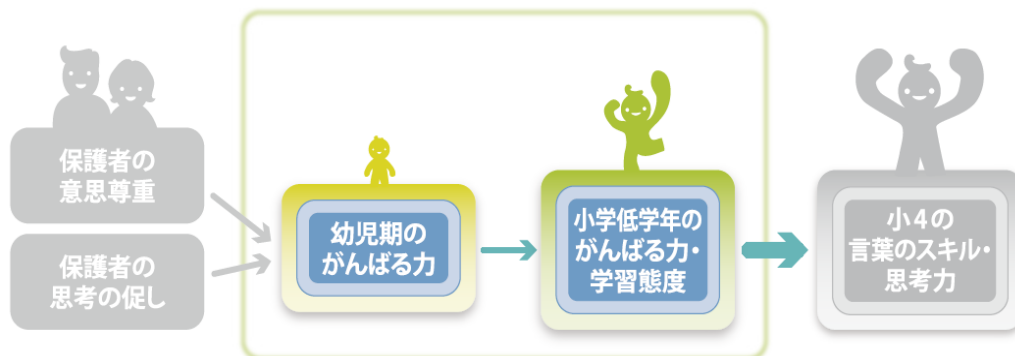 保護者の
意思尊重
保護者の
思考の促し
幼児期の
がんばる力
小学低学年の
がんばる力・
学習態度
小4の
言葉のスキル・
思考力